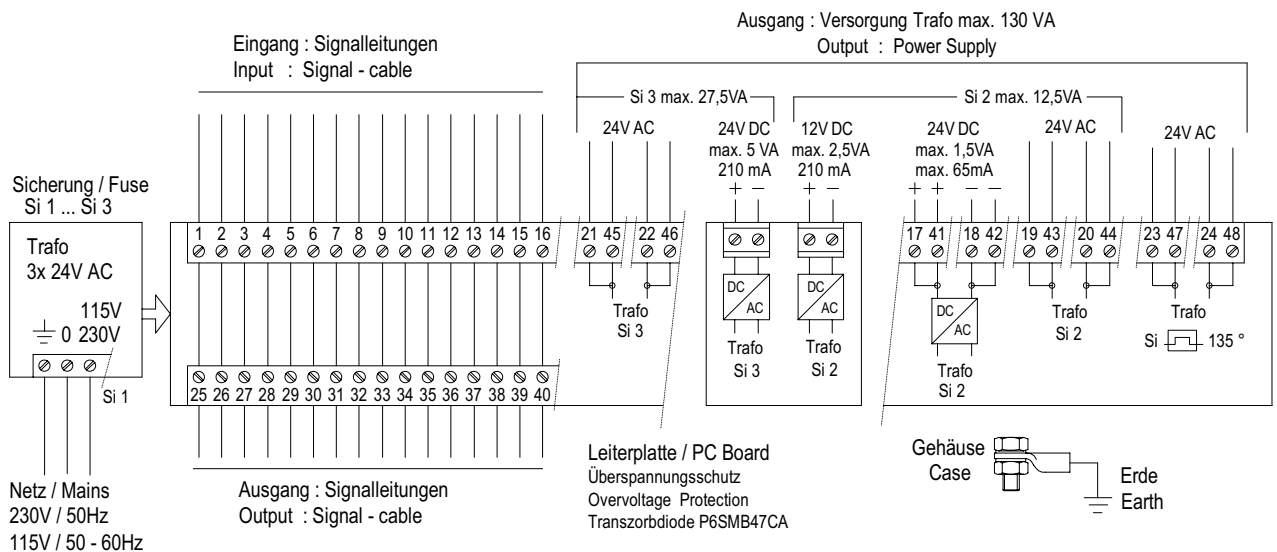 Ausgang : Versorgung Trafo max. 130 VA
Output : Power Supply
Eingang : Signalleitungen
Input : Signal - cable
Si 3 max. 27,5VA
Si 2 max. 12,5VA
24V AC
24V DC
max. 5 VA
210 mA
+ –
12V DC
max. 2,5VA
210 mA
+ –
24V DC
max. 1,5VA
max. 65mA
+ + – –
24V AC
24V AC
Sicherung / Fuse
Si 1 ... Si 3
Trafo
3x 24V AC
115V
0 230V
Si 1
1 2 3 4 5 6 7 8 9 10 11 12 13 14 15 16
21 45 22 46
17 41 18 42 19 43 20 44 23 47 24 48
Trafo
Si 3
DC
AC
Trafo
Si 3
DC
AC
Trafo
Si 2
DC
AC
Trafo
Si 2
Trafo
Si 2
Trafo
Si 135 °
25 26 27 28 29 30 31 32 33 34 35 36 37 38 39 40
Netz / Mains
230V / 50Hz
115V / 50 - 60Hz
Ausgang : Signalleitungen
Output : Signal - cable
Leiterplatte / PC Board
Überspannungsschutz
Overvoltage Protection
Transzorbdiode P6SMB47CA
Gehäuse
Case
Erde
Earth